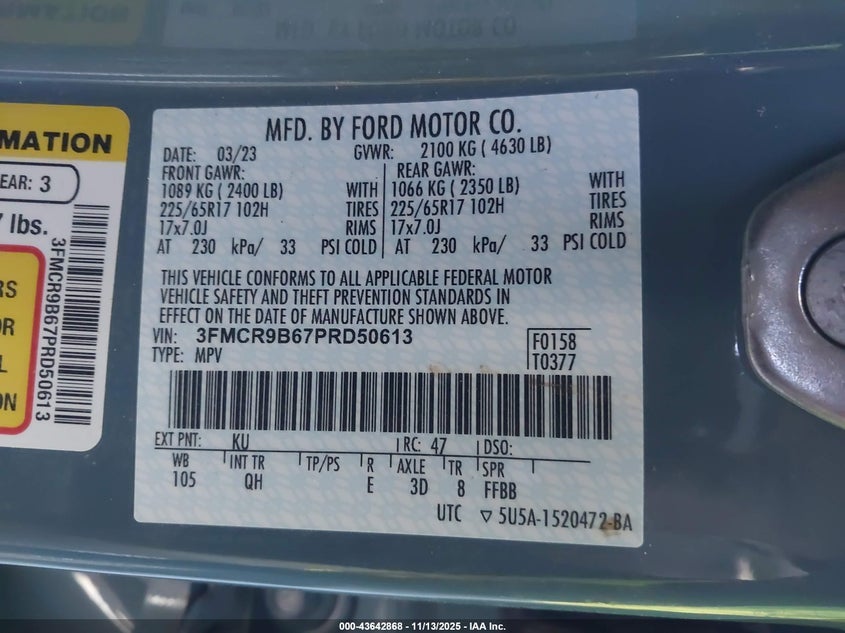 MATION
EAR: 3
lbs.
3FMCR9B67PRD50613
RS
OR
L
ON
MFD. BY FORD MOTOR CO.
DATE: 03/23 GVWR: 2100 KG ( 4630 LB)
FRONT GAWR: REAR GAWR:
1089 KG ( 2400 LB) WITH 1066 KG ( 2350 LB) WITH
225/65R17 102H TIRES 225/65R17 102H TIRES
17x7.0J RIMS 17x7.0J RIMS
AT 230 kPa/ 33 PSI COLD AT 230 kPa/ 33 PSI COLD
THIS VEHICLE CONFORMS TO ALL APPLICABLE FEDERAL MOTOR
VEHICLE SAFETY AND THEFT PREVENTION STANDARDS IN
EFFECT ON THE DATE OF MANUFACTURE SHOWN ABOVE.
VIN: 3FMCR9B67PRD50613 F0158
TYPE: MPV T0377
EXT PNT: KU RC: 47 DSO:
WB INT TR TP/PS R AXLE TR SPR
105 QH E 3D 8 FFBB
UTC ▽ 5U5A-1520472-BA
000-43642868 - 11/13/2025 - IAA Inc.